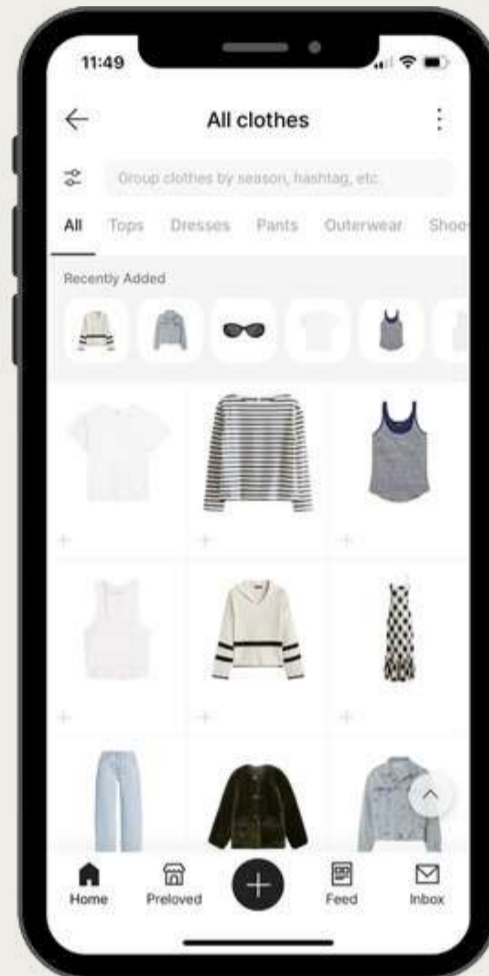 11:49
All clothes
Group clothes by season, hashtag, etc.
All Tops Dresses Pants Outerwear Shoe
Recently Added
Home Preloved Feed Inbox